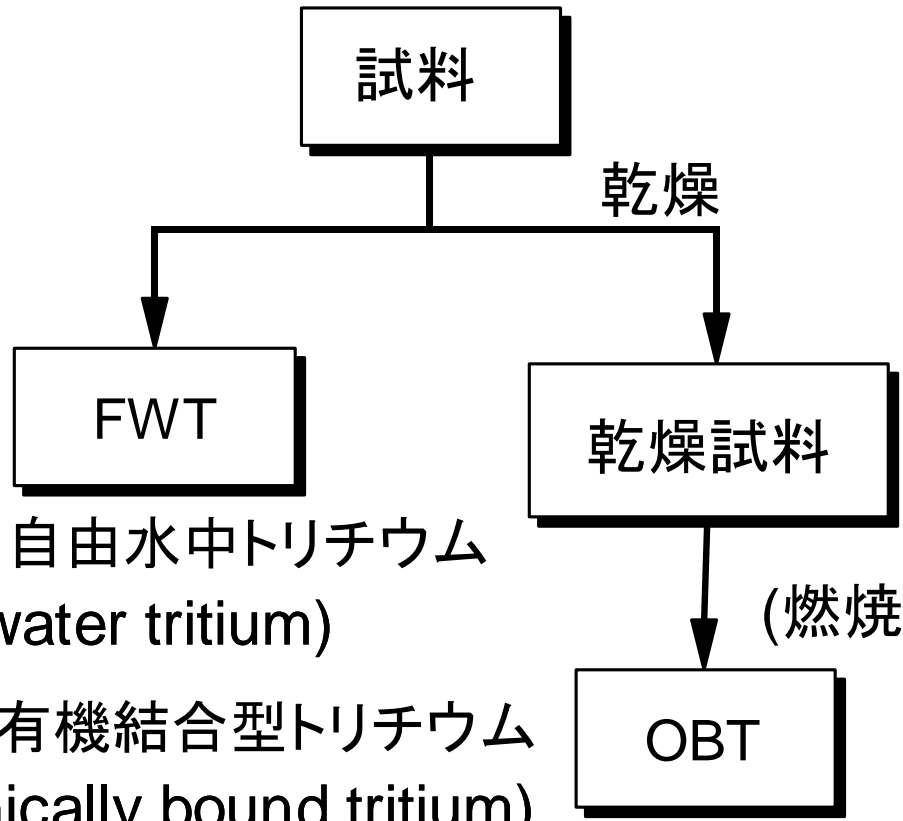 試料
乾燥
FWT
乾燥試料
自由水中トリチウム
water tritium)
(燃焼
有機結合型トリチウム
OBT
ically bound tritium)